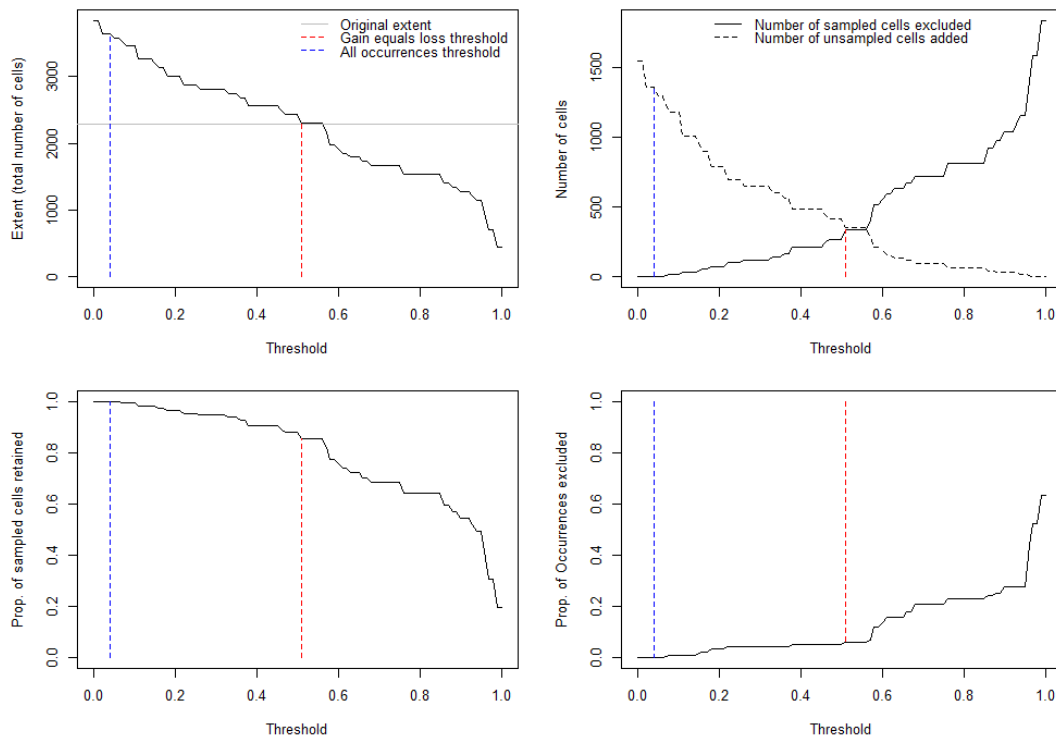 Original extent
Gain equals loss threshold
All occurrences threshold
Extent (total number of cells)
0 1000 2000 3000
0.0 0.2 0.4 0.6 0.8 1.0
Threshold
Number of sampled cells excluded
Number of unsampled cells added
Number of cells
0 500 1000 1500
0.0 0.2 0.4 0.6 0.8 1.0
Threshold
Prop. of sampled cells retained
0.0 0.2 0.4 0.6 0.8 1.0
0.0 0.2 0.4 0.6 0.8 1.0
Threshold
Prop. of Occurrences excluded
0.0 0.2 0.4 0.6 0.8 1.0
0.0 0.2 0.4 0.6 0.8 1.0
Threshold